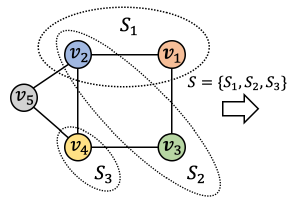 S₁
v₂
v₁
S = {S₁, S₂, S₃}
v₅
v₄
v₃
S₃
S₂